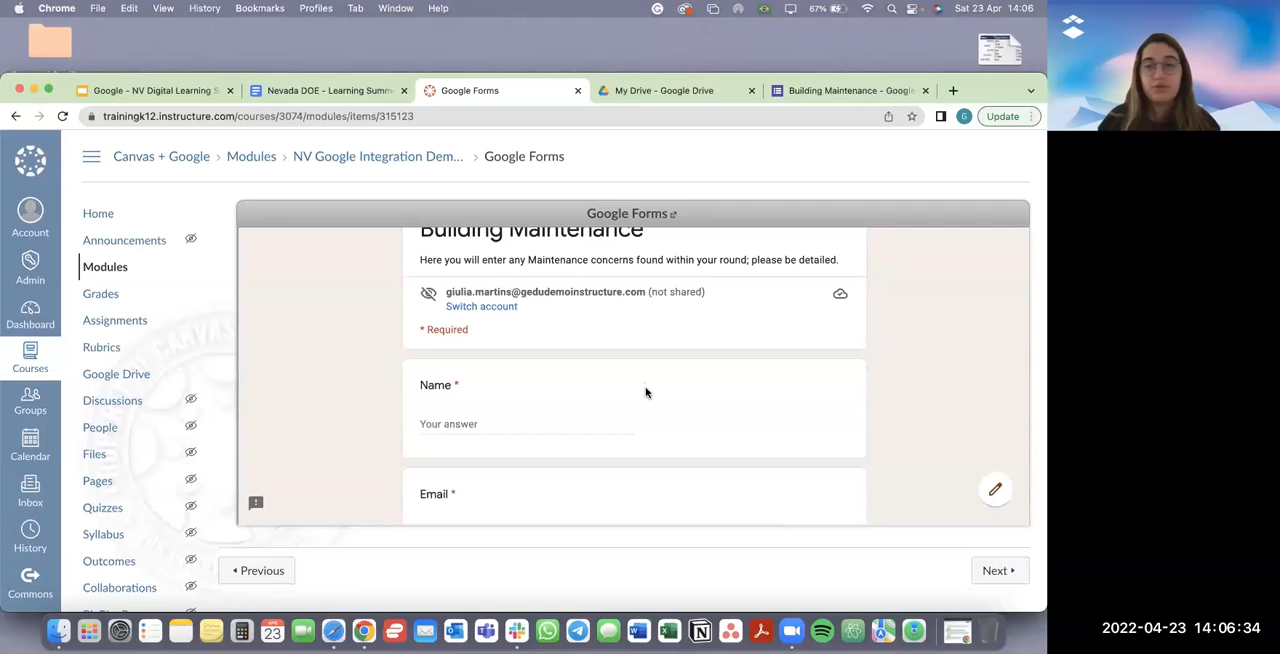 Chrome File Edit View History Bookmarks Profiles Tab Window Help 67% Sat 23 Apr 14:06
Google - NV Digital Learning S
Nevada DOE - Learning Summ
Google Forms
My Drive - Google Drive
Building Maintenance - Google
trainingk12.instructure.com/courses/3074/modules/items/315123
G
Update
Canvas + Google > Modules > NV Google Integration Dem... > Google Forms
Account
Admin
Dashboard
Courses
Groups
Calendar
Inbox
History
Commons
Home
Announcements
Modules
Grades
Assignments
Rubrics
Google Drive
Discussions
People
Files
Pages
Quizzes
Syllabus
Outcomes
Collaborations
Google Forms
Building Maintenance
Here you will enter any Maintenance concerns found within your round; please be detailed.
giulia.martins@gedudemoinstructure.com (not shared)
Switch account
* Required
Name *
Your answer
Email *
Previous
Next
APR
23
2022-04-23 14:06:34